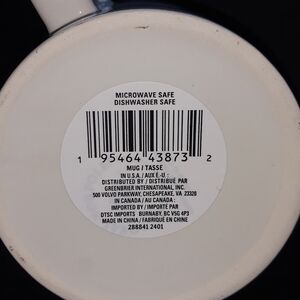 MICROWAVE SAFE
DISHWASHER SAFE
1 95464 43873 2
MUG / TASSE
IN U.S.A. / AUX É.-U. :
DISTRIBUTED BY / DISTRIBUÉ PAR
GREENBRIER INTERNATIONAL, INC.
500 VOLVO PARKWAY, CHESAPEAKE, VA 23320
IN CANADA / AU CANADA :
IMPORTED BY / IMPORTÉ PAR
DTSC IMPORTS BURNABY, BC V5G 4P3
MADE IN CHINA / FABRIQUÉ EN CHINE
288841 2401